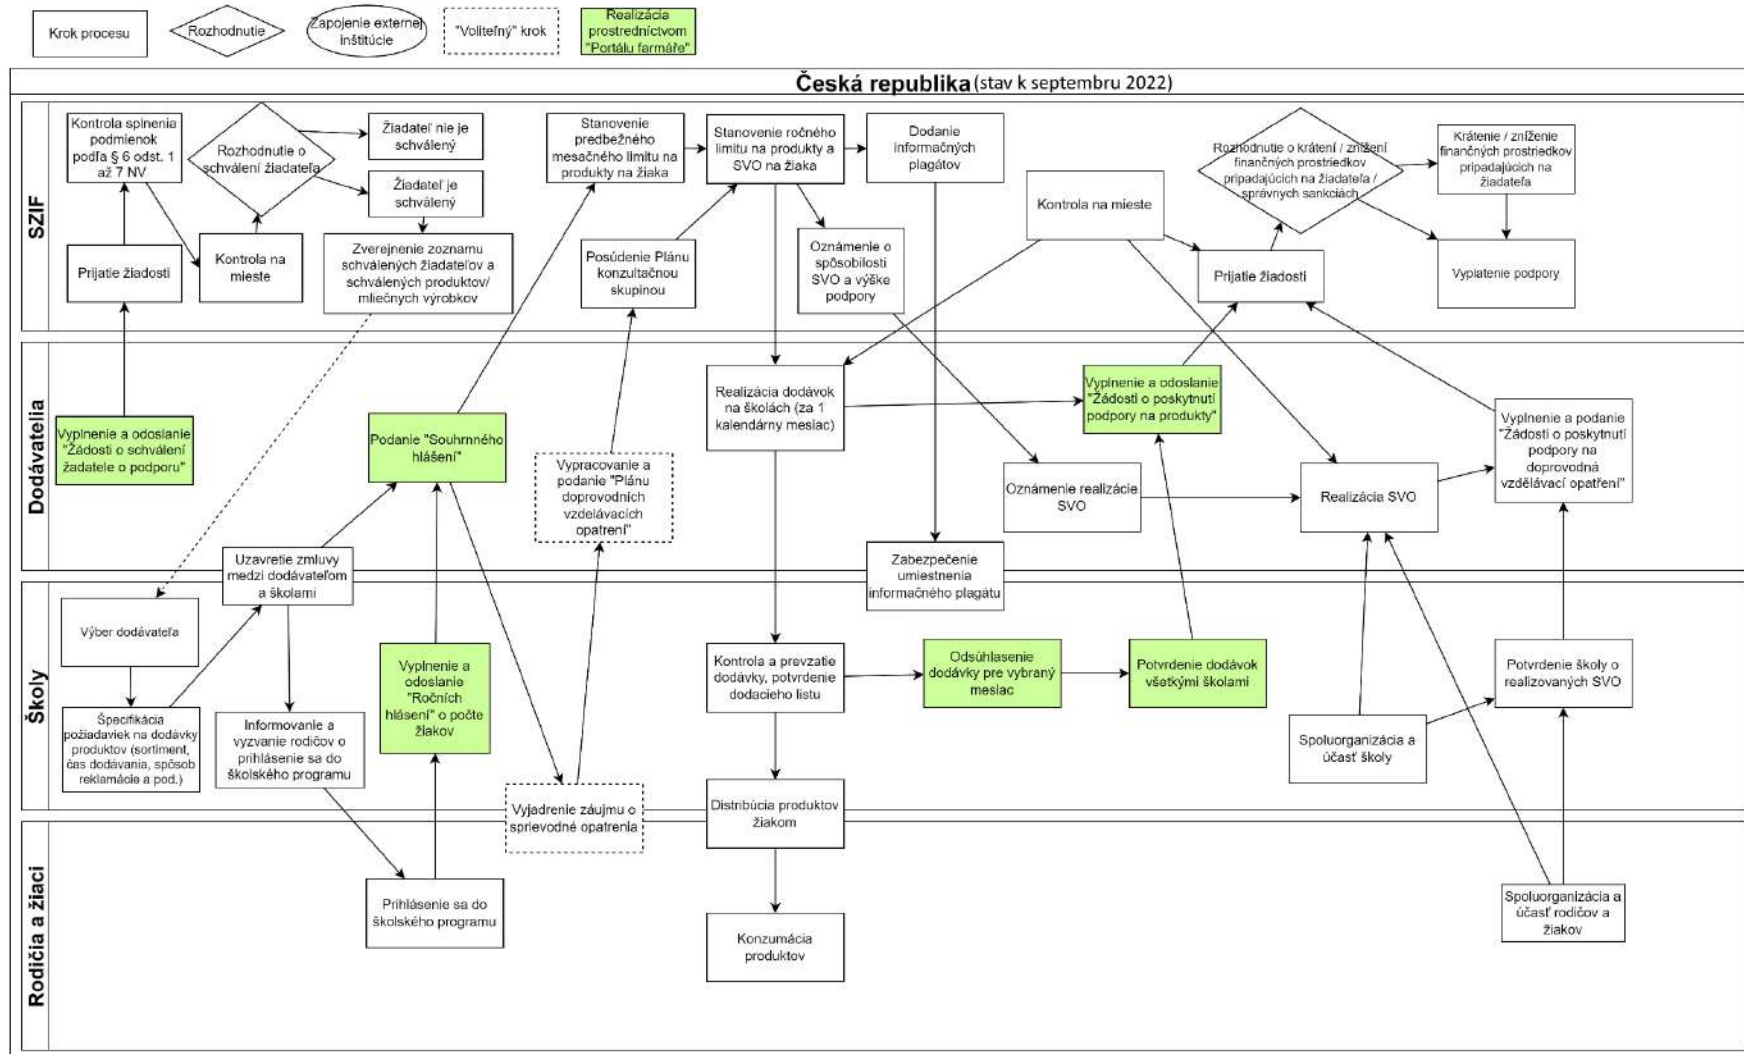 Krok procesu
Rozhodnutie
Zapojenie externej
inštitúcie
"Voliteľný" krok
Realizácia
prostredníctvom
"Portálu farmáře"
Česká republika (stav k septembru 2022)
SZIF
Kontrola splnenia
podmienok
podľa § 6 odst. 1
až 7 NV
Rozhodnutie o
schválení žiadateľa
Žiadateľ nie je
schválený
Žiadateľ je
schválený
Prijatie žiadosti
Kontrola na
mieste
Zverejnenie zoznamu
schválených žiadateľov a
schválených produktov/
mliečnych výrobkov
Stanovenie
predbežného
mesačného limitu na
produkty na žiaka
Stanovenie ročného
limitu na produkty a
SVO na žiaka
Dodanie
informačných
plagátov
Posúdenie Plánu
konzultačnou
skupinou
Oznámenie o
spôsobilosti
SVO a výške
podpory
Kontrola na mieste
Rozhodnutie o krátení / znížení
finančných prostriedkov
pripadajúcich na žiadateľa /
správnych sankciách
Krátenie / zníženie
finančných prostriedkov
pripadajúcich na
žiadateľa
Prijatie žiadosti
Vyplatenie podpory
Dodávatelia
Vyplnenie a odoslanie
"Žádosti o schválení
žadatele o podporu"
Podanie "Souhrnného
hlášení"
Vypracovanie a
podanie "Plánu
doprovodních
vzdelávacích
opatrení"
Realizácia dodávok
na školách (za 1
kalendárny mesiac)
Vyplnenie a odoslanie
"Žádosti o poskytnutí
podpory na produkty"
Oznámenie realizácie
SVO
Realizácia SVO
Vyplnenie a podanie
"Žádosti o poskytnutí
podpory na
doprovodná
vzdělávací opatření"
Uzavretie zmluvy
medzi dodávateľom
a školami
Zabezpečenie
umiestnenia
informačného plagátu
Školy
Výber dodávateľa
Špecifikácia
požiadaviek na dodávky
produktov (sortiment,
čas dodávania, spôsob
reklamácie a pod.)
Informovanie a
vyzvanie rodičov o
prihlásenie sa do
školského programu
Vyplnenie a
odoslanie
"Ročních
hlásení" o počte
žiakov
Vyjadrenie záujmu o
sprievodné opatrenia
Kontrola a prevzatie
dodávky, potvrdenie
dodacieho listu
Odsúhlasenie
dodávky pre vybraný
mesiac
Potvrdenie dodávok
všetkými školami
Spoluorganizácia a
účasť školy
Potvrdenie školy o
realizovaných SVO
Distribúcia produktov
žiakom
Rodičia a žiaci
Prihlásenie sa do
školského programu
Konzumácia
produktov
Spoluorganizácia a
účasť rodičov a
žiakov